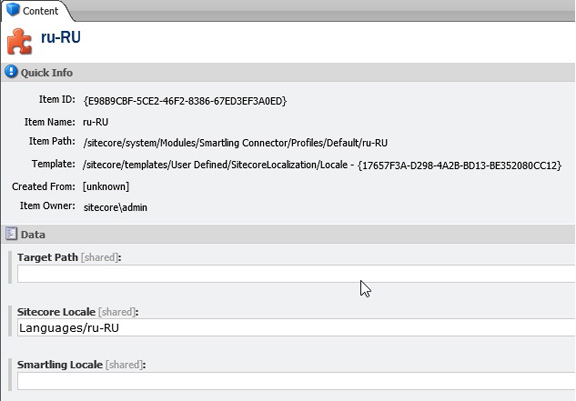 Content
ru-RU
Quick Info
Item ID: {E98B9CBF-5CE2-46F2-8386-67ED3EF3A0ED}
Item Name: ru-RU
Item Path: /sitecore/system/Modules/Smartling Connector/Profiles/Default/ru-RU
Template: /sitecore/templates/User Defined/SitecoreLocalization/Locale - {17657F3A-D298-4A2B-BD13-BE352080CC12}
Created From: [unknown]
Item Owner: sitecore\admin
Data
Target Path [shared]:
Sitecore Locale [shared]:
Languages/ru-RU
Smartling Locale [shared]: